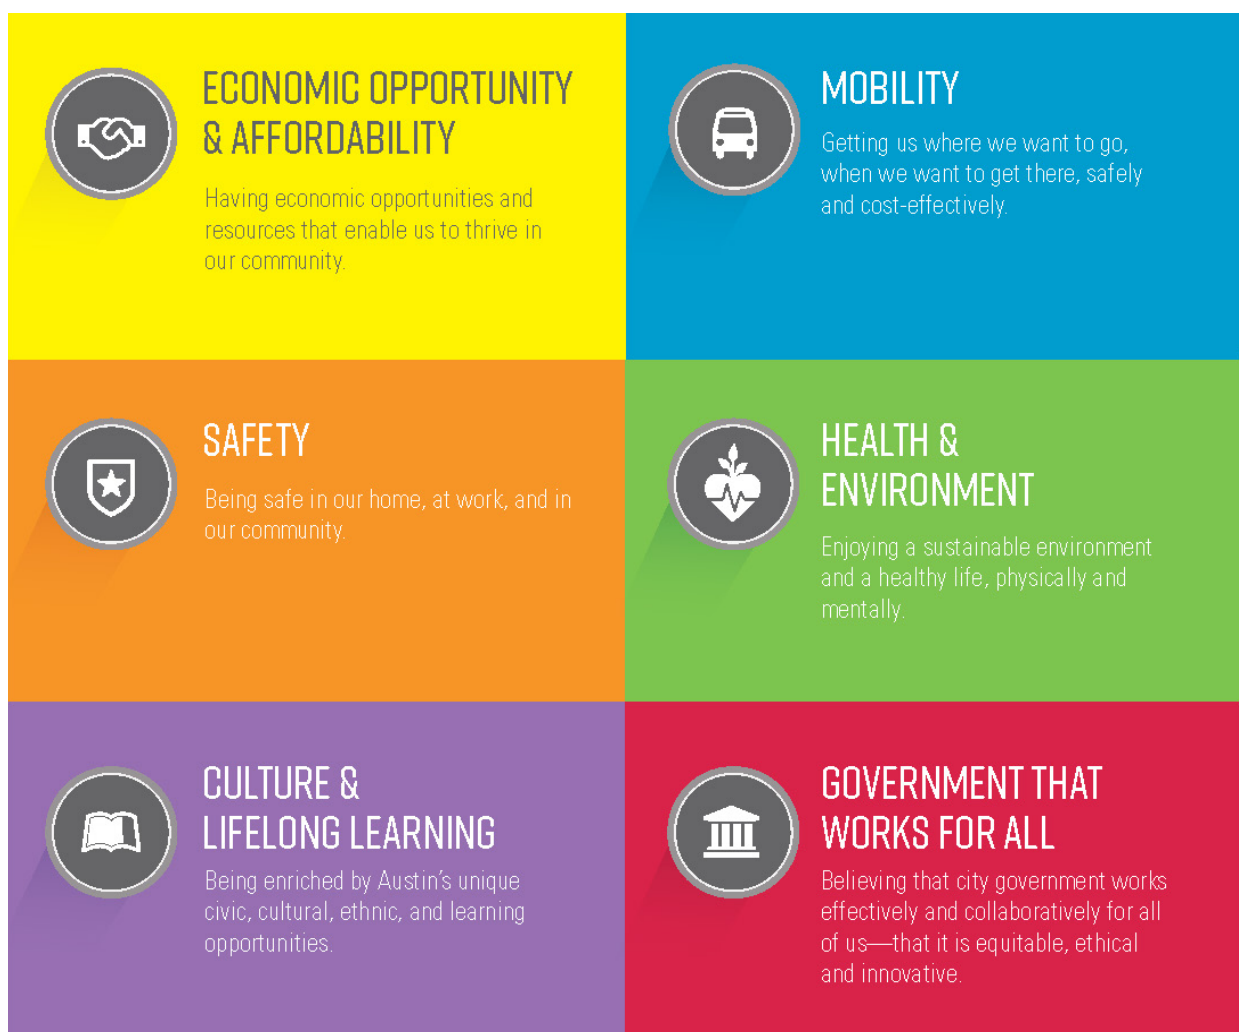 ECONOMIC OPPORTUNITY
& AFFORDABILITY
Having economic opportunities and
resources that enable us to thrive in
our community.
MOBILITY
Getting us where we want to go,
when we want to get there, safely
and cost-effectively.
SAFETY
Being safe in our home, at work, and in
our community.
HEALTH &
ENVIRONMENT
Enjoying a sustainable environment
and a healthy life, physically and
mentally.
CULTURE &
LIFELONG LEARNING
Being enriched by Austin's unique
civic, cultural, ethnic, and learning
opportunities.
GOVERNMENT THAT
WORKS FOR ALL
Believing that city government works
effectively and collaboratively for all
of us—that it is equitable, ethical
and innovative.